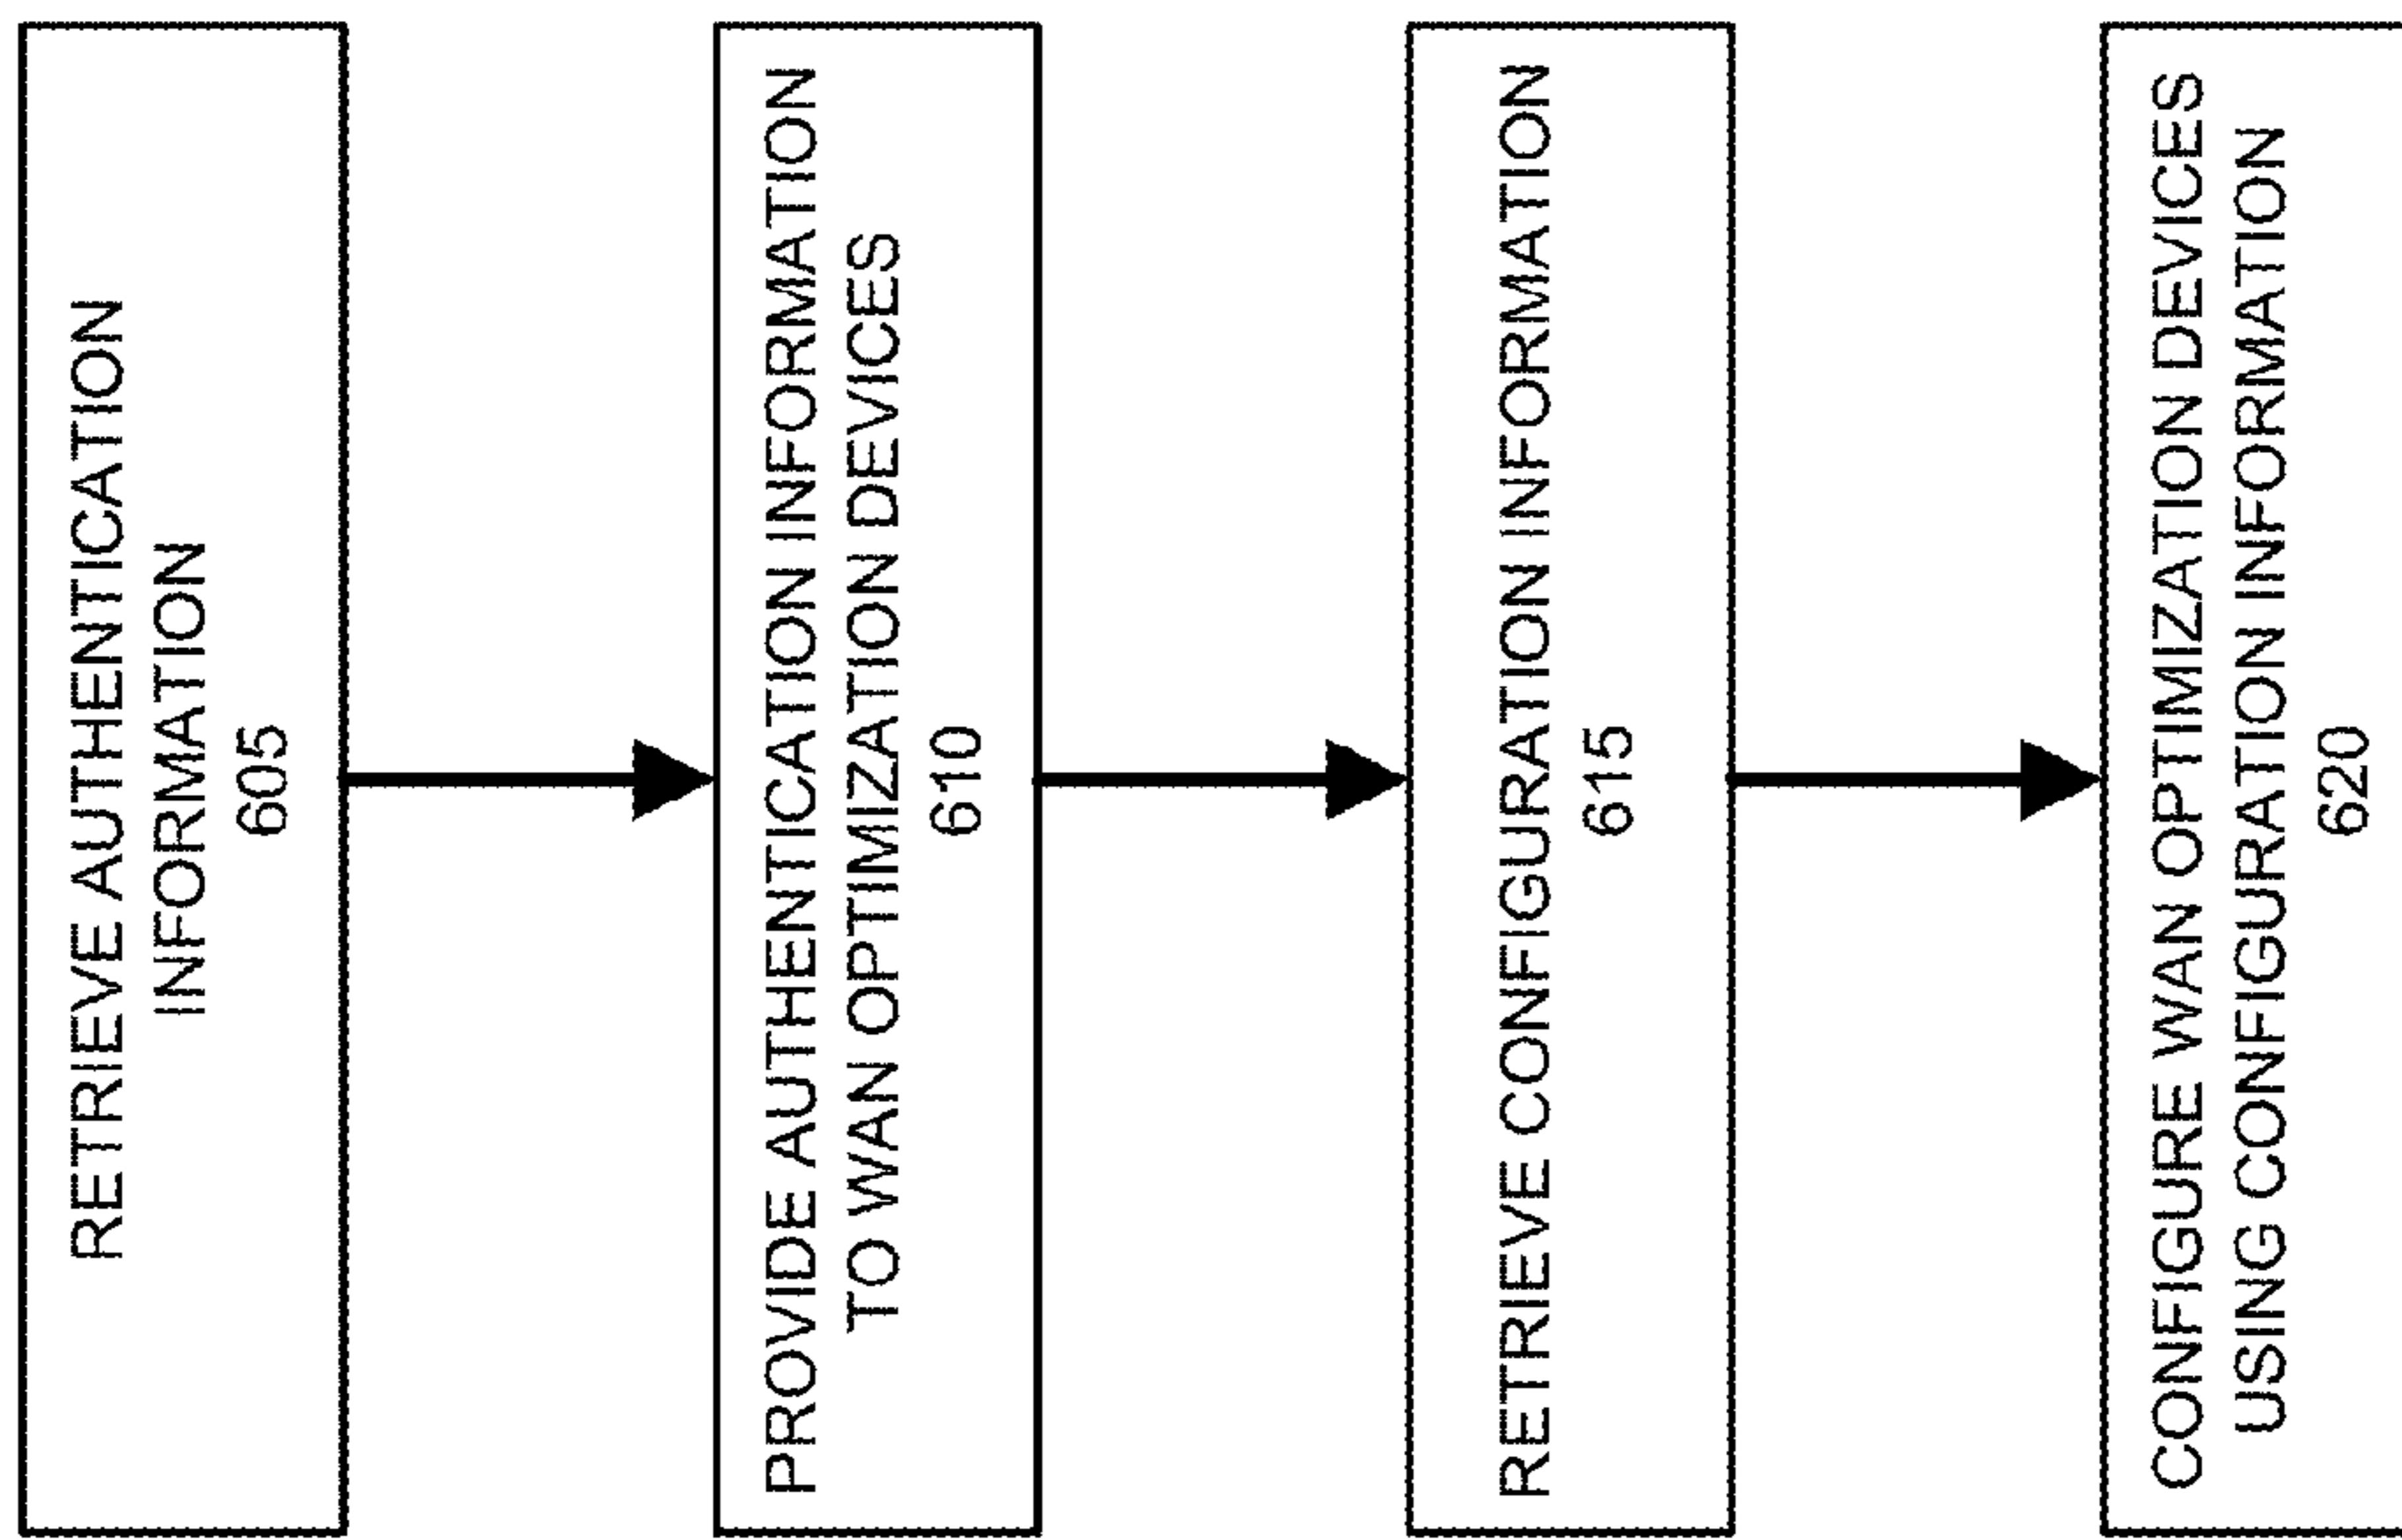 RETRIEVE AUTHENTICATION
INFORMATION
605
PROVIDE AUTHENTICATION INFORMATION
TO WAN OPTIMIZATION DEVICES
610
RETRIEVE CONFIGURATION INFORMATION
615
CONFIGURE WAN OPTIMIZATION DEVICES
USING CONFIGURATION INFORMATION
620